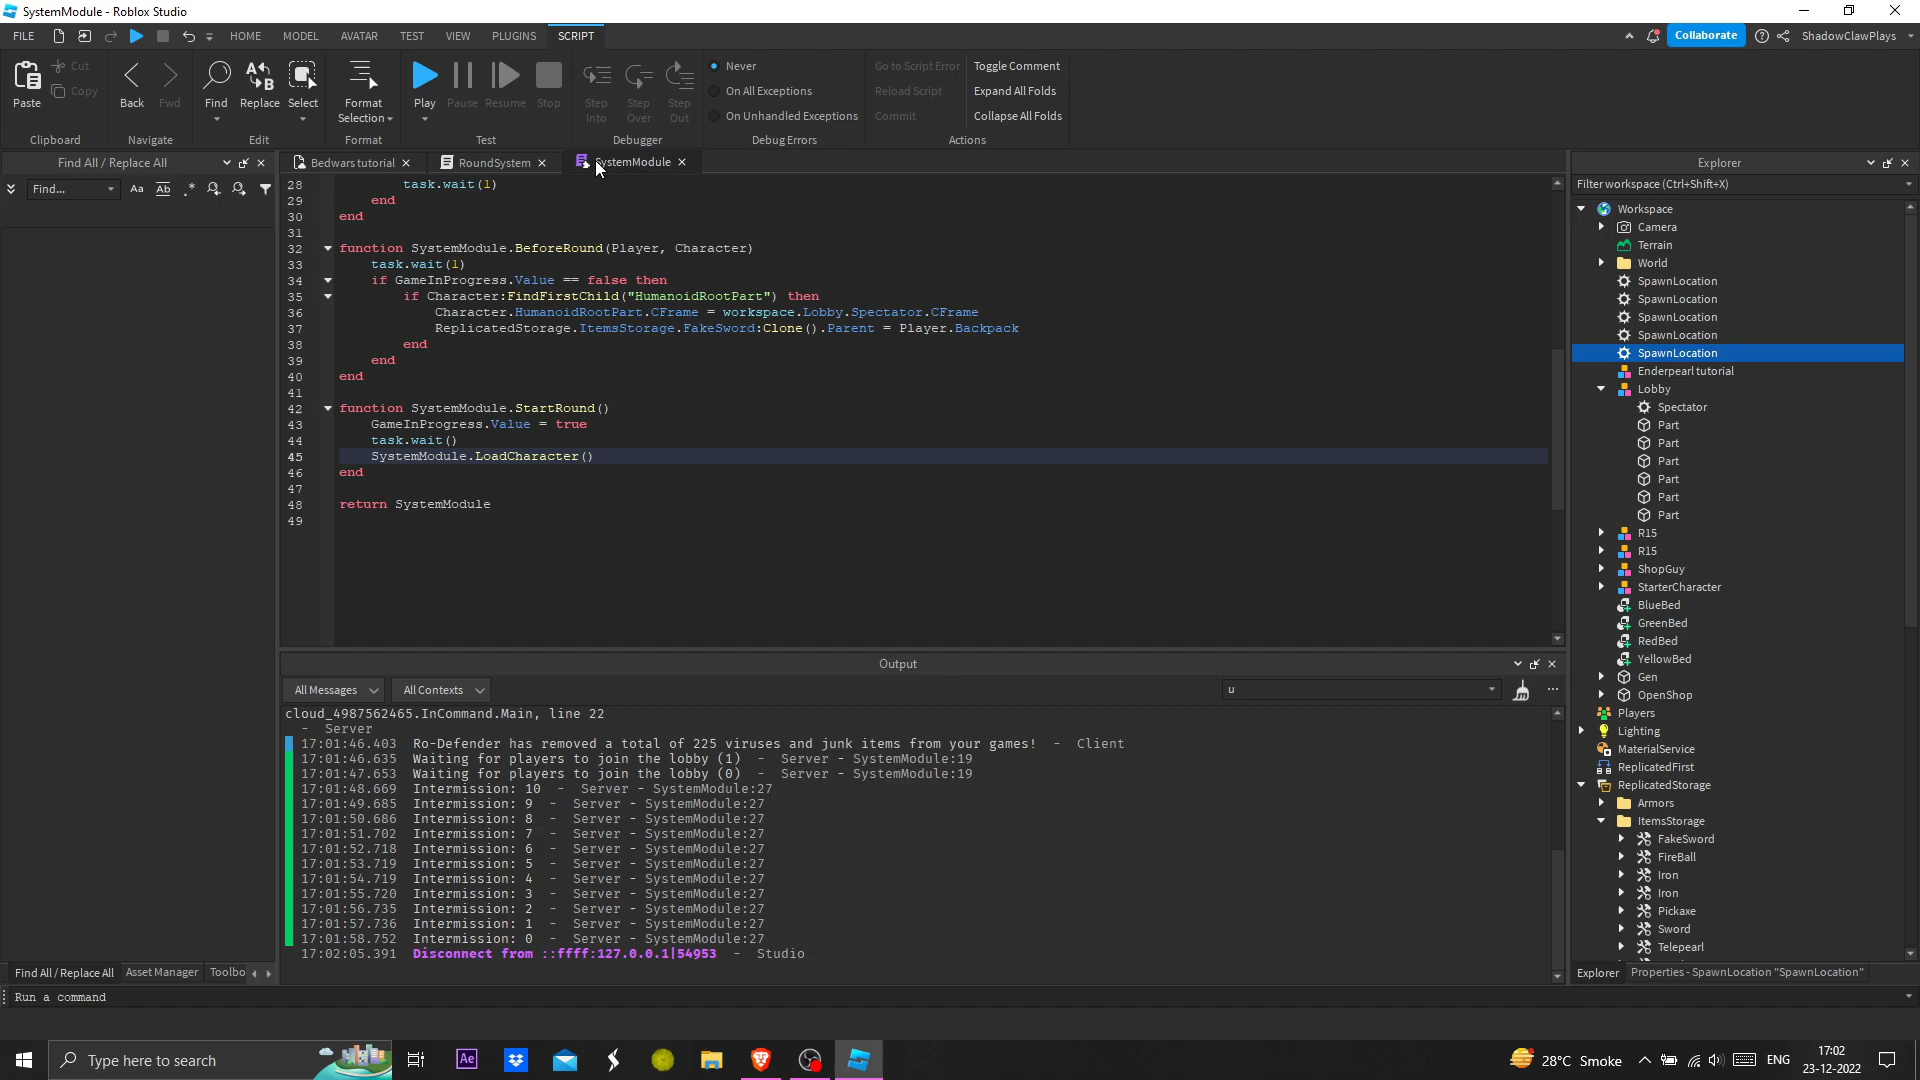 SystemModule - Roblox Studio
FILE HOME MODEL AVATAR TEST VIEW PLUGINS SCRIPT Collaborate ShadowClawPlays
Paste Cut Copy Back Fwd Find Replace Select Format Selection Play Pause Resume Stop Step Into Step Over Step Out
Never Go to Script Error Toggle Comment
On All Exceptions Reload Script Expand All Folds
On Unhandled Exceptions Commit Collapse All Folds
Clipboard Navigate Edit Format Test Debugger Debug Errors Actions
Find All / Replace All
Find... Aa Ab .*
Bedwars tutorial RoundSystem SystemModule
28 task.wait(1)
29 end
30 end
31
32 function SystemModule.BeforeRound(Player, Character)
33 task.wait(1)
34 if GameInProgress.Value == false then
35 if Character:FindFirstChild("HumanoidRootPart") then
36 Character.HumanoidRootPart.CFrame = workspace.Lobby.Spectator.CFrame
37 ReplicatedStorage.ItemsStorage.FakeSword:Clone().Parent = Player.Backpack
38 end
39 end
40 end
41
42 function SystemModule.StartRound()
43 GameInProgress.Value = true
44 task.wait()
45 SystemModule.LoadCharacter()
46 end
47
48 return SystemModule
49
Output
All Messages All Contexts u
cloud_4987562465.InCommand.Main, line 22
- Server
17:01:46.403 Ro-Defender has removed a total of 225 viruses and junk items from your games! - Client
17:01:46.635 Waiting for players to join the lobby (1) - Server - SystemModule:19
17:01:47.653 Waiting for players to join the lobby (0) - Server - SystemModule:19
17:01:48.669 Intermission: 10 - Server - SystemModule:27
17:01:49.685 Intermission: 9 - Server - SystemModule:27
17:01:50.686 Intermission: 8 - Server - SystemModule:27
17:01:51.702 Intermission: 7 - Server - SystemModule:27
17:01:52.718 Intermission: 6 - Server - SystemModule:27
17:01:53.719 Intermission: 5 - Server - SystemModule:27
17:01:54.719 Intermission: 4 - Server - SystemModule:27
17:01:55.720 Intermission: 3 - Server - SystemModule:27
17:01:56.735 Intermission: 2 - Server - SystemModule:27
17:01:57.736 Intermission: 1 - Server - SystemModule:27
17:01:58.752 Intermission: 0 - Server - SystemModule:27
17:02:05.391 Disconnect from ::ffff:127.0.0.1|54953 - Studio
Explorer
Filter workspace (Ctrl+Shift+X)
Workspace
Camera
Terrain
World
SpawnLocation
SpawnLocation
SpawnLocation
SpawnLocation
SpawnLocation
Enderpearl tutorial
Lobby
Spectator
Part
Part
Part
Part
Part
Part
R15
R15
ShopGuy
StarterCharacter
BlueBed
GreenBed
RedBed
YellowBed
Gen
OpenShop
Players
Lighting
MaterialService
ReplicatedFirst
ReplicatedStorage
Armors
ItemsStorage
FakeSword
FireBall
Iron
Iron
Pickaxe
Sword
Telepearl
Find All / Replace All Asset Manager Toolbo
Explorer Properties - SpawnLocation "SpawnLocation"
Run a command
Type here to search
Ae
28°C Smoke
ENG
17:02
23-12-2022